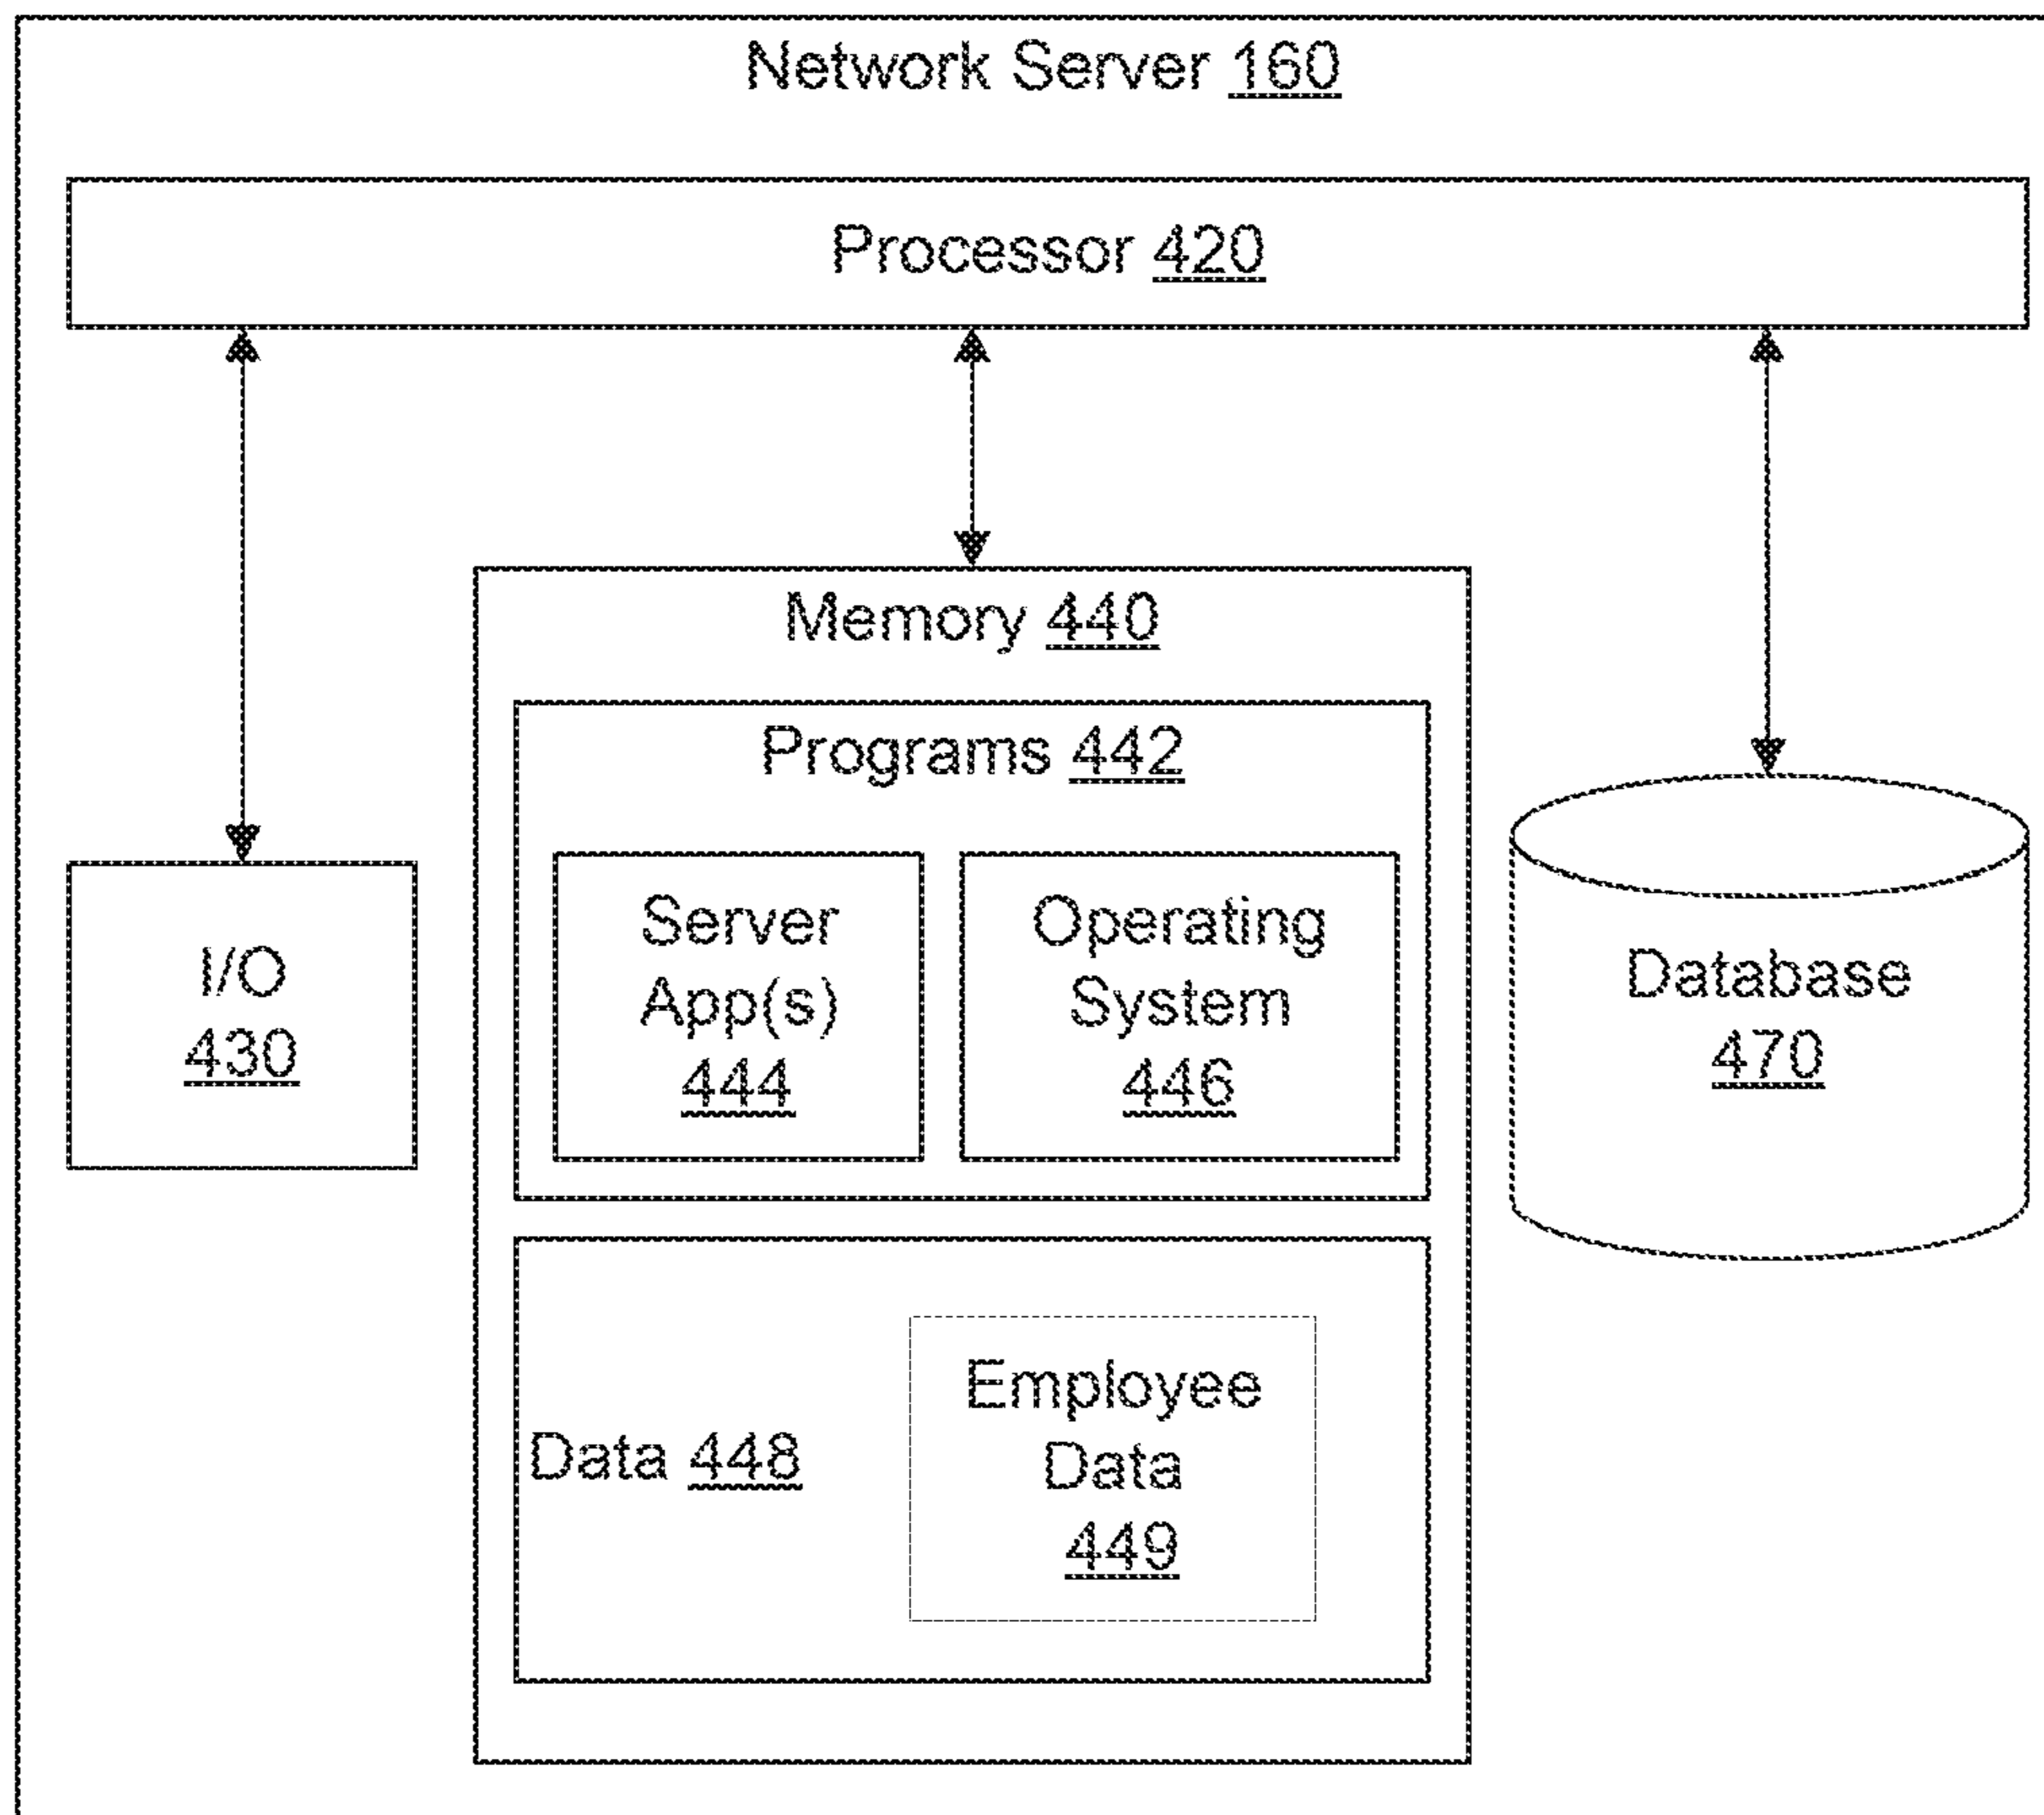 Network Server 160
Processor 420
Memory 440
Programs 442
Server
App(s)
444
Operating
System
446
I/O
430
Database
470
Data 448
Employee
Data
449